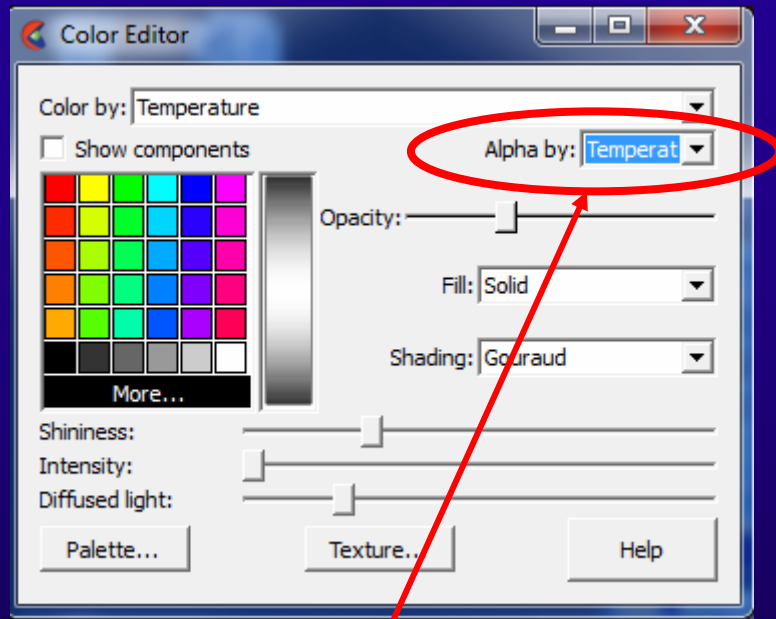 Color Editor
Color by: Temperature
Show components
Alpha by: Temperat
Opacity:
Fill: Solid
Shading: Gouraud
More...
Shininess:
Intensity:
Diffused light:
Palette...
Texture...
Help